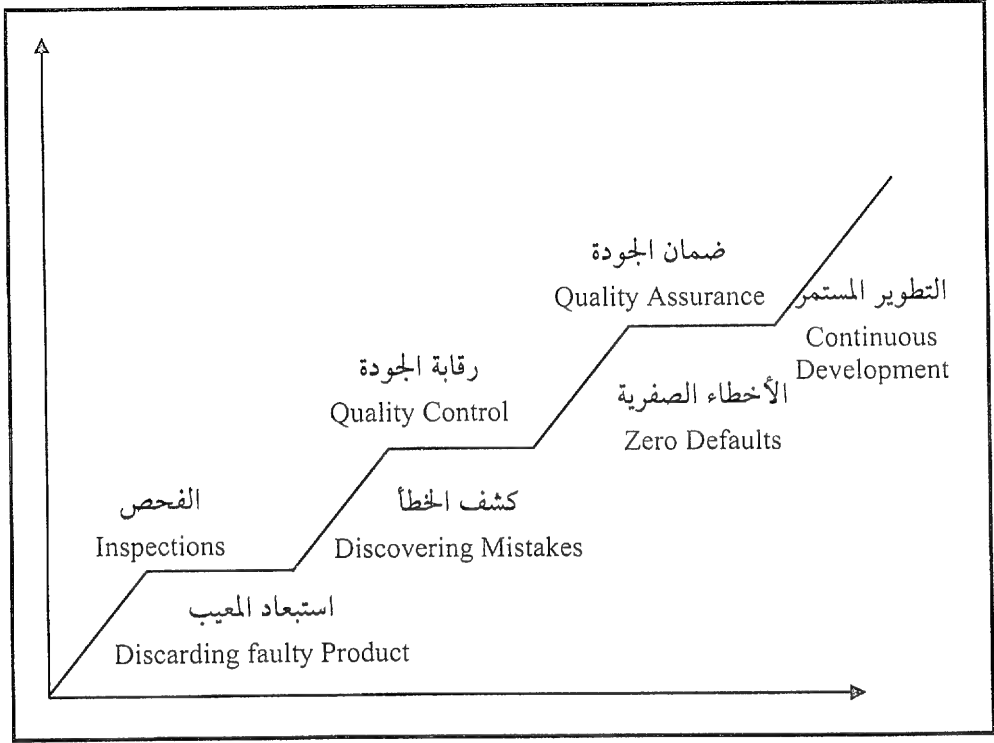 ضمان الجودة
Quality Assurance
التطوير المستمر
Continuous
Development
رقابة الجودة
Quality Control
الأخطاء الصفرية
Zero Defaults
الفحص
Inspections
كشف الخطأ
Discovering Mistakes
استبعاد المعيب
Discarding faulty Product